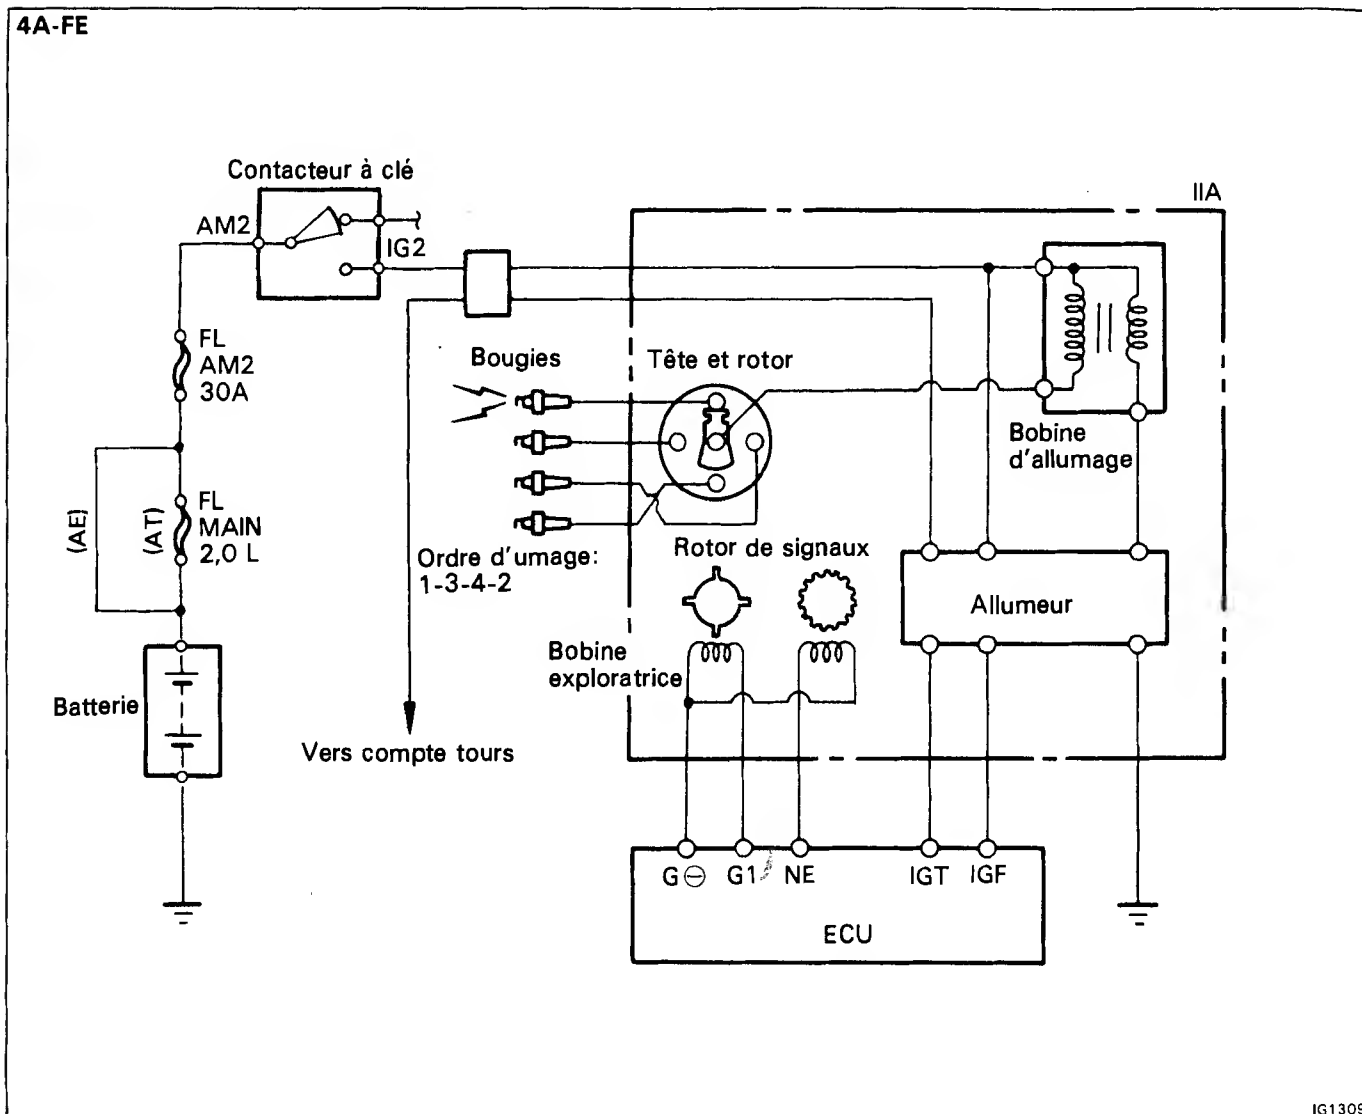 4A-FE
Contacteur à clé
AM2
IG2
IIA
FL
AM2
30A
Bougies
Tête et rotor
Bobine
d'allumage
(AE)
(AT)
FL
MAIN
2,0 L
Ordre d'umage:
1-3-4-2
Rotor de signaux
Allumeur
Bobine
exploratrice
Batterie
Vers compte tours
G⊖ G1 NE IGT IGF
ECU
IG1309